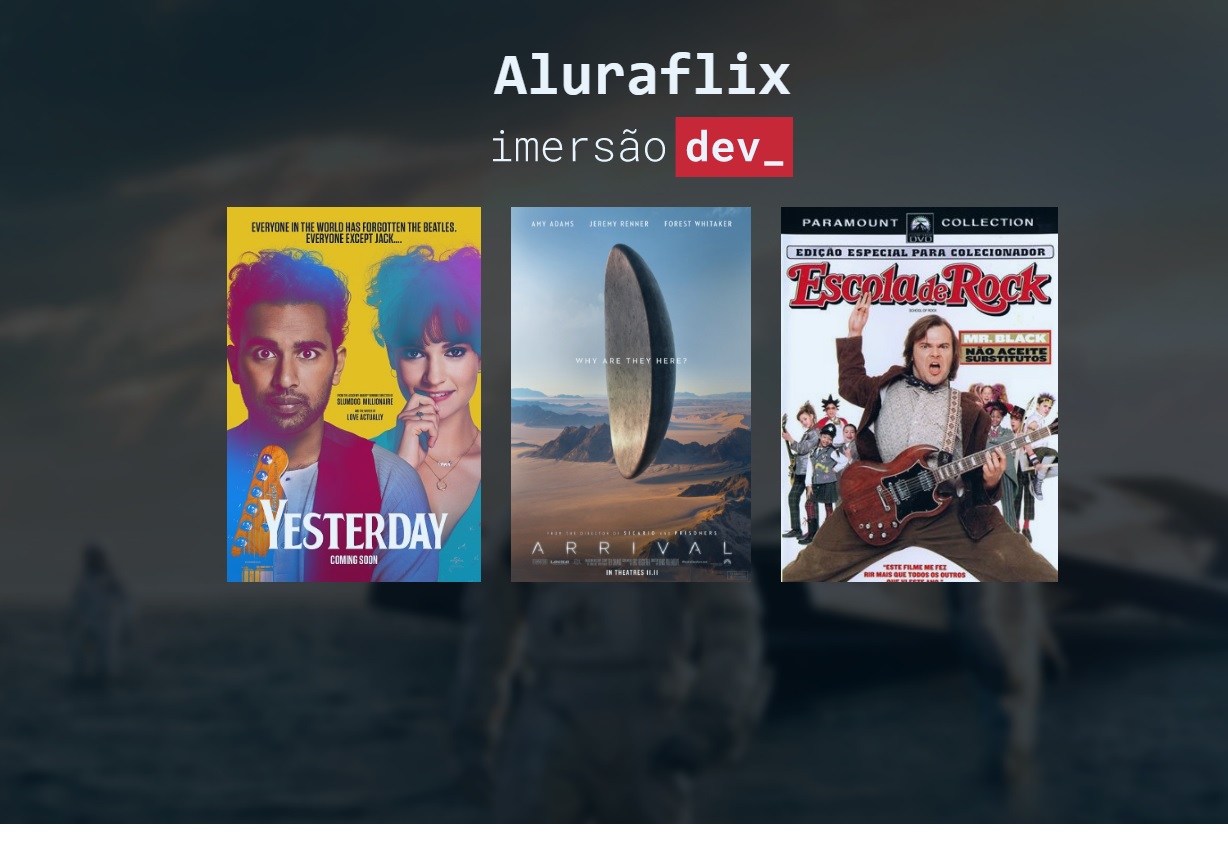 Aluraflix
imersão dev_
EVERYONE IN THE WORLD HAS FORGOTTEN THE BEATLES.
EVERYONE EXCEPT JACK....
SLUMDOG MILLIONAIRE
LOVE ACTUALLY
YESTERDAY
COMING SOON
AMY ADAMS JEREMY RENNER FOREST WHITAKER
WHY ARE THEY HERE?
FROM THE DIRECTOR OF SICARIO AND PRISONERS
ARRIVAL
IN THEATRES 11.11
PARAMOUNT DVD COLLECTION
EDIÇÃO ESPECIAL PARA COLECIONADOR
Escola de Rock
SCHOOL OF ROCK
MR. BLACK
NÃO ACEITE
SUBSTITUTOS
"ESTE FILME ME FEZ
RIR MAIS QUE TODOS OS OUTROS